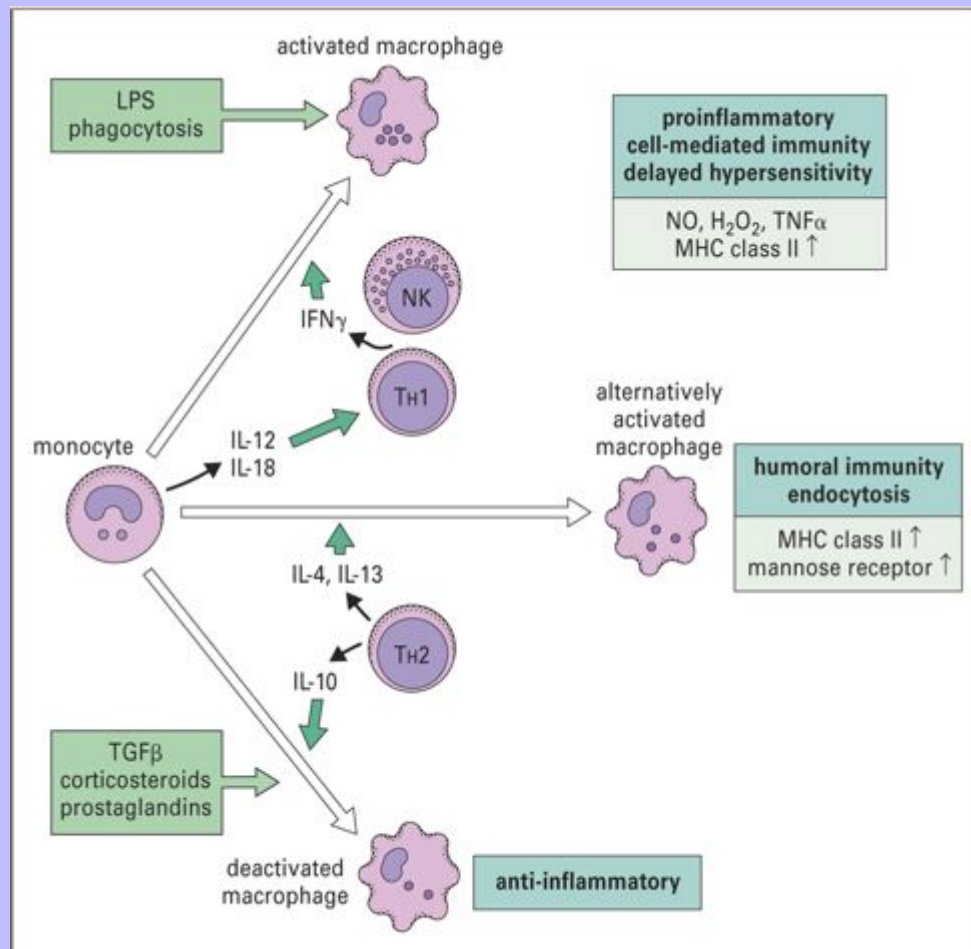 activated macrophage
LPS
phagocytosis
proinflammatory
cell-mediated immunity
delayed hypersensitivity
NO, H₂O₂, TNFα
MHC class II ↑
NK
IFNγ
TH1
monocyte
IL-12
IL-18
alternatively
activated
macrophage
humoral immunity
endocytosis
MHC class II ↑
mannose receptor ↑
IL-4, IL-13
TH2
IL-10
TGFβ
corticosteroids
prostaglandins
deactivated
macrophage
anti-inflammatory